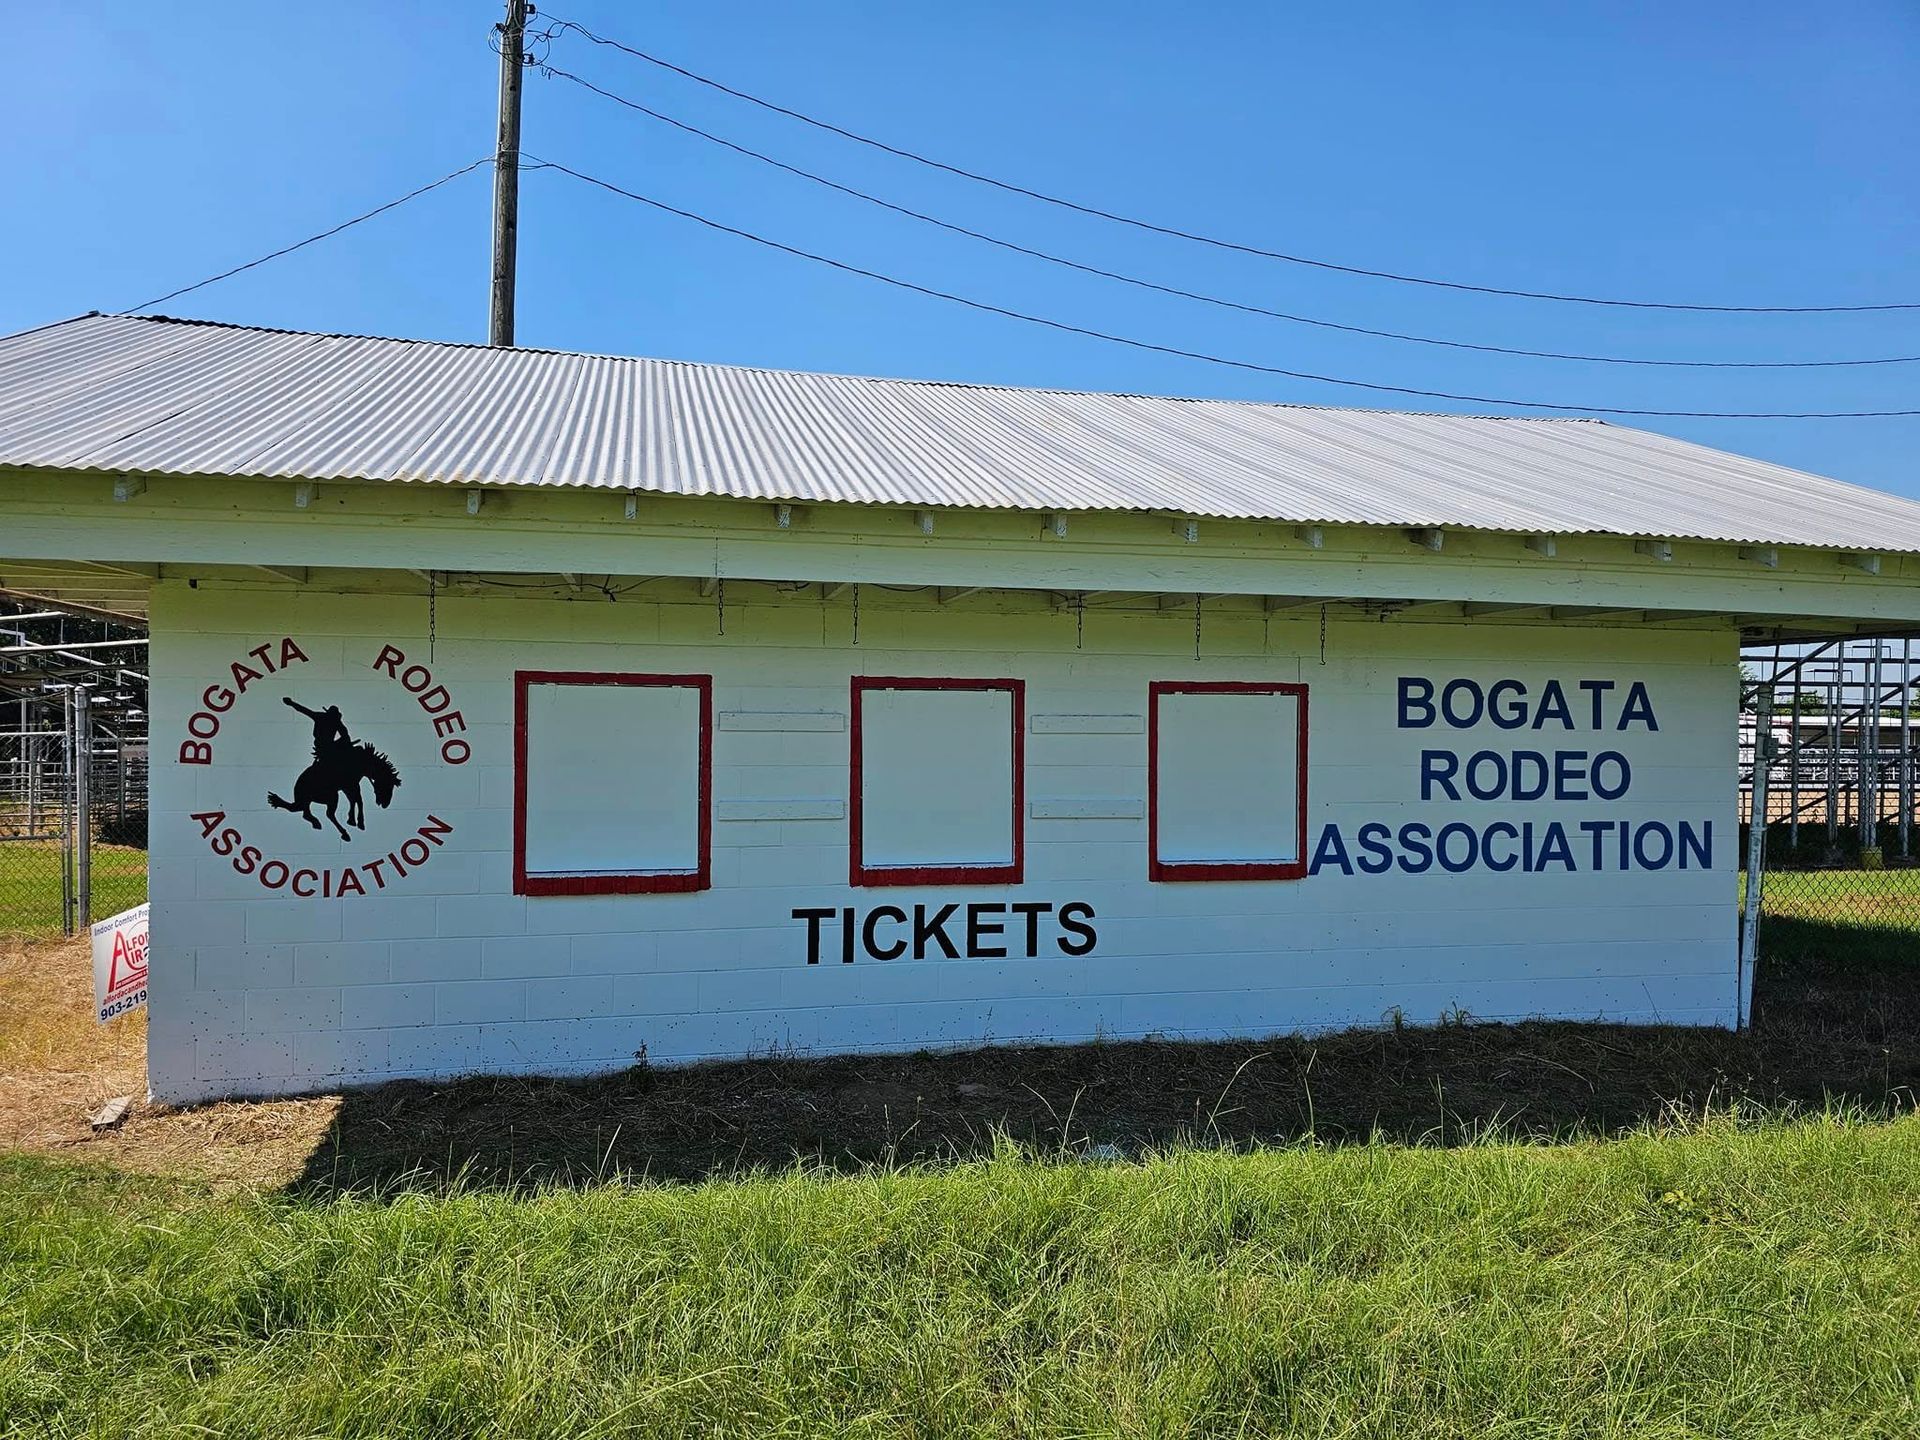 BOGATA RODEO
ASSOCIATION
TICKETS
BOGATA
RODEO
ASSOCIATION
Indoor Comfort
903-219